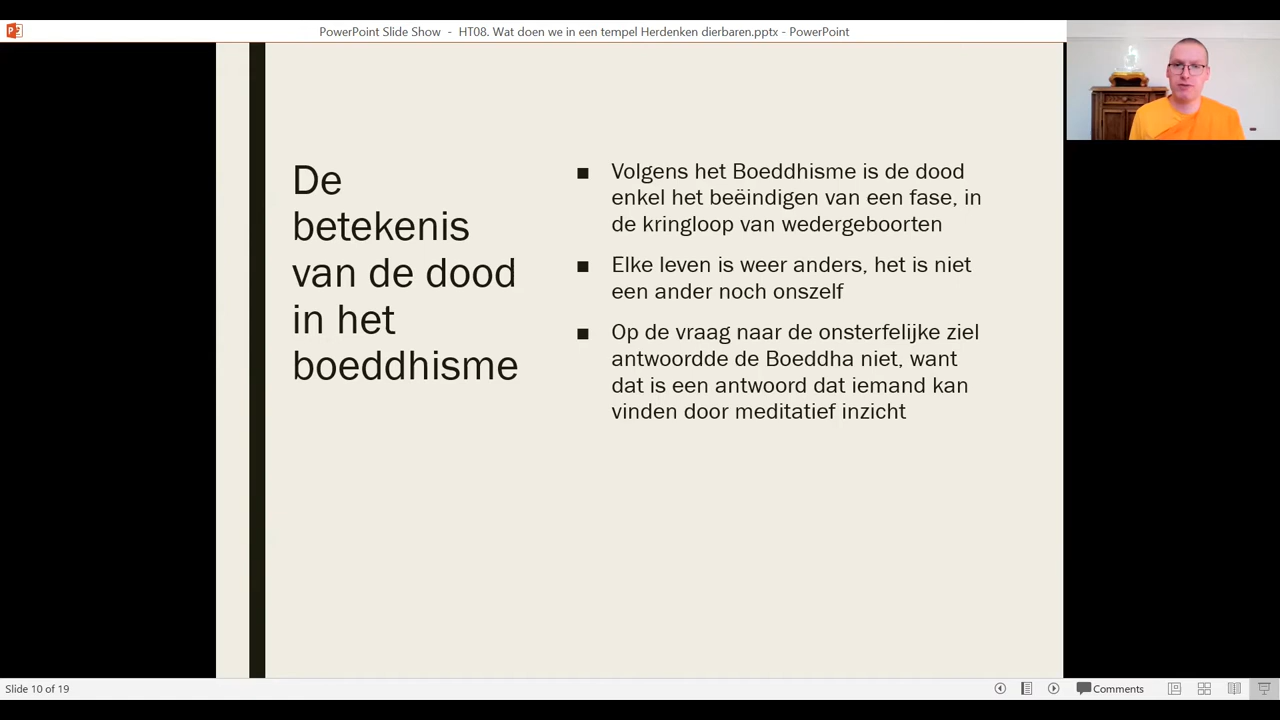 PowerPoint Slide Show - HT08. Wat doen we in een tempel Herdenken dierbaren.pptx - PowerPoint
De
betekenis
van de dood
in het
boeddhisme
■ Volgens het Boeddhisme is de dood
enkel het beëindigen van een fase, in
de kringloop van wedergeboorten
■ Elke leven is weer anders, het is niet
een ander noch onszelf
■ Op de vraag naar de onsterfelijke ziel
antwoordde de Boeddha niet, want
dat is een antwoord dat iemand kan
vinden door meditatief inzicht
Slide 10 of 19
Comments